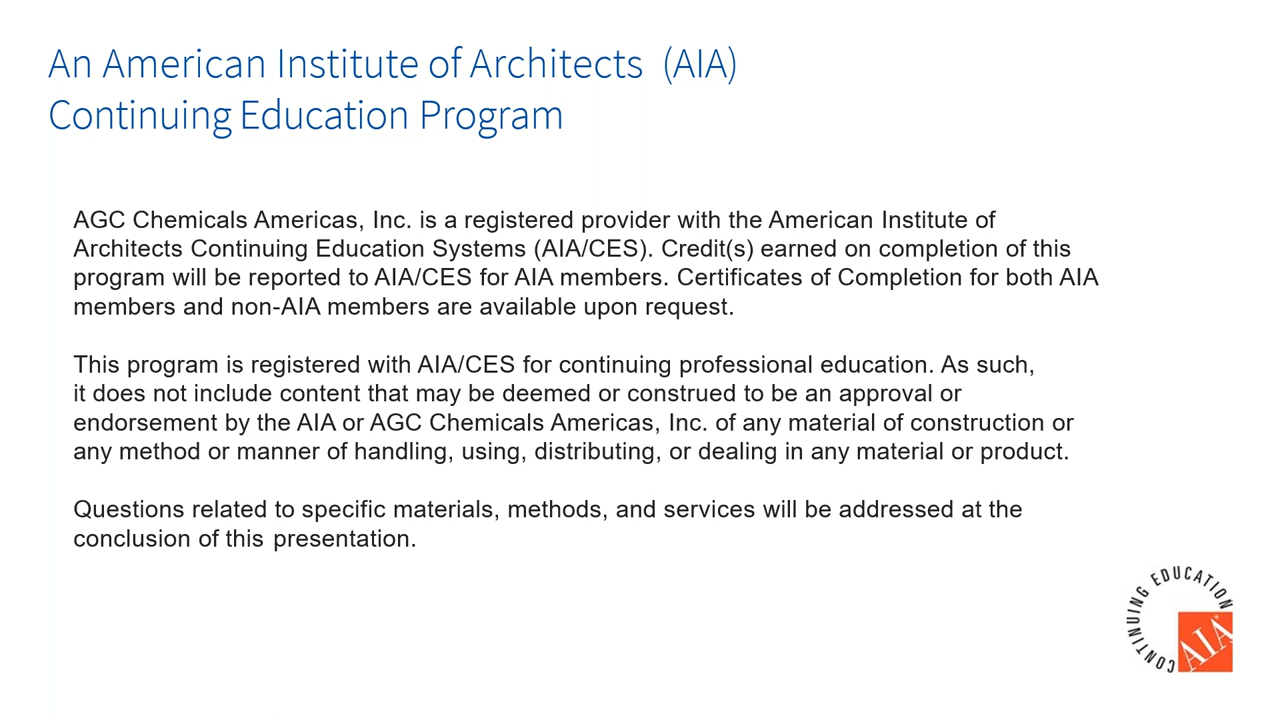 An American Institute of Architects (AIA)
Continuing Education Program
AGC Chemicals Americas, Inc. is a registered provider with the American Institute of
Architects Continuing Education Systems (AIA/CES). Credit(s) earned on completion of this
program will be reported to AIA/CES for AIA members. Certificates of Completion for both AIA
members and non-AIA members are available upon request.
This program is registered with AIA/CES for continuing professional education. As such,
it does not include content that may be deemed or construed to be an approval or
endorsement by the AIA or AGC Chemicals Americas, Inc. of any material of construction or
any method or manner of handling, using, distributing, or dealing in any material or product.
Questions related to specific materials, methods, and services will be addressed at the
conclusion of this presentation.
CONTINUING EDUCATION
AIA